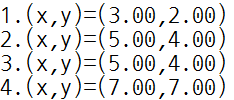 1.(x,y)=(3.00,2.00)
2.(x,y)=(5.00,4.00)
3.(x,y)=(5.00,4.00)
4.(x,y)=(7.00,7.00)